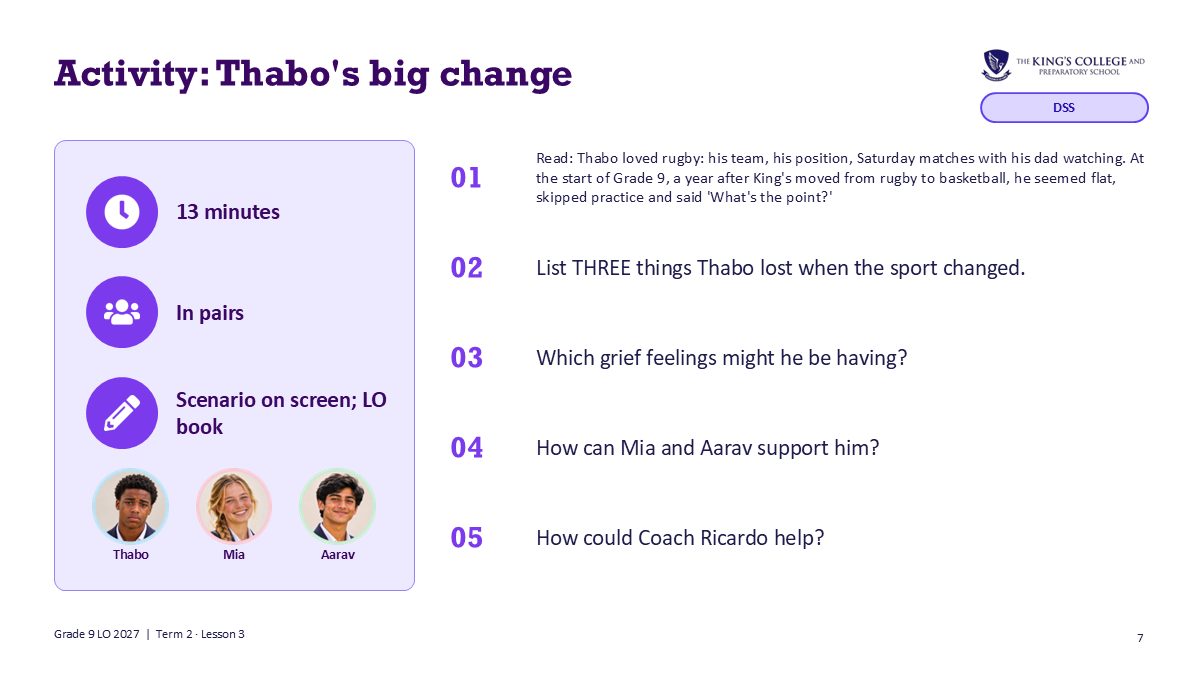 Activity: Thabo's big change
THE KING'S COLLEGE AND
PREPARATORY SCHOOL
DSS
13 minutes
In pairs
Scenario on screen; LO
book
Thabo
Mia
Aarav
01
Read: Thabo loved rugby: his team, his position, Saturday matches with his dad watching. At
the start of Grade 9, a year after King's moved from rugby to basketball, he seemed flat,
skipped practice and said 'What's the point?'
02
List THREE things Thabo lost when the sport changed.
03
Which grief feelings might he be having?
04
How can Mia and Aarav support him?
05
How could Coach Ricardo help?
Grade 9 LO 2027 | Term 2 · Lesson 3
7